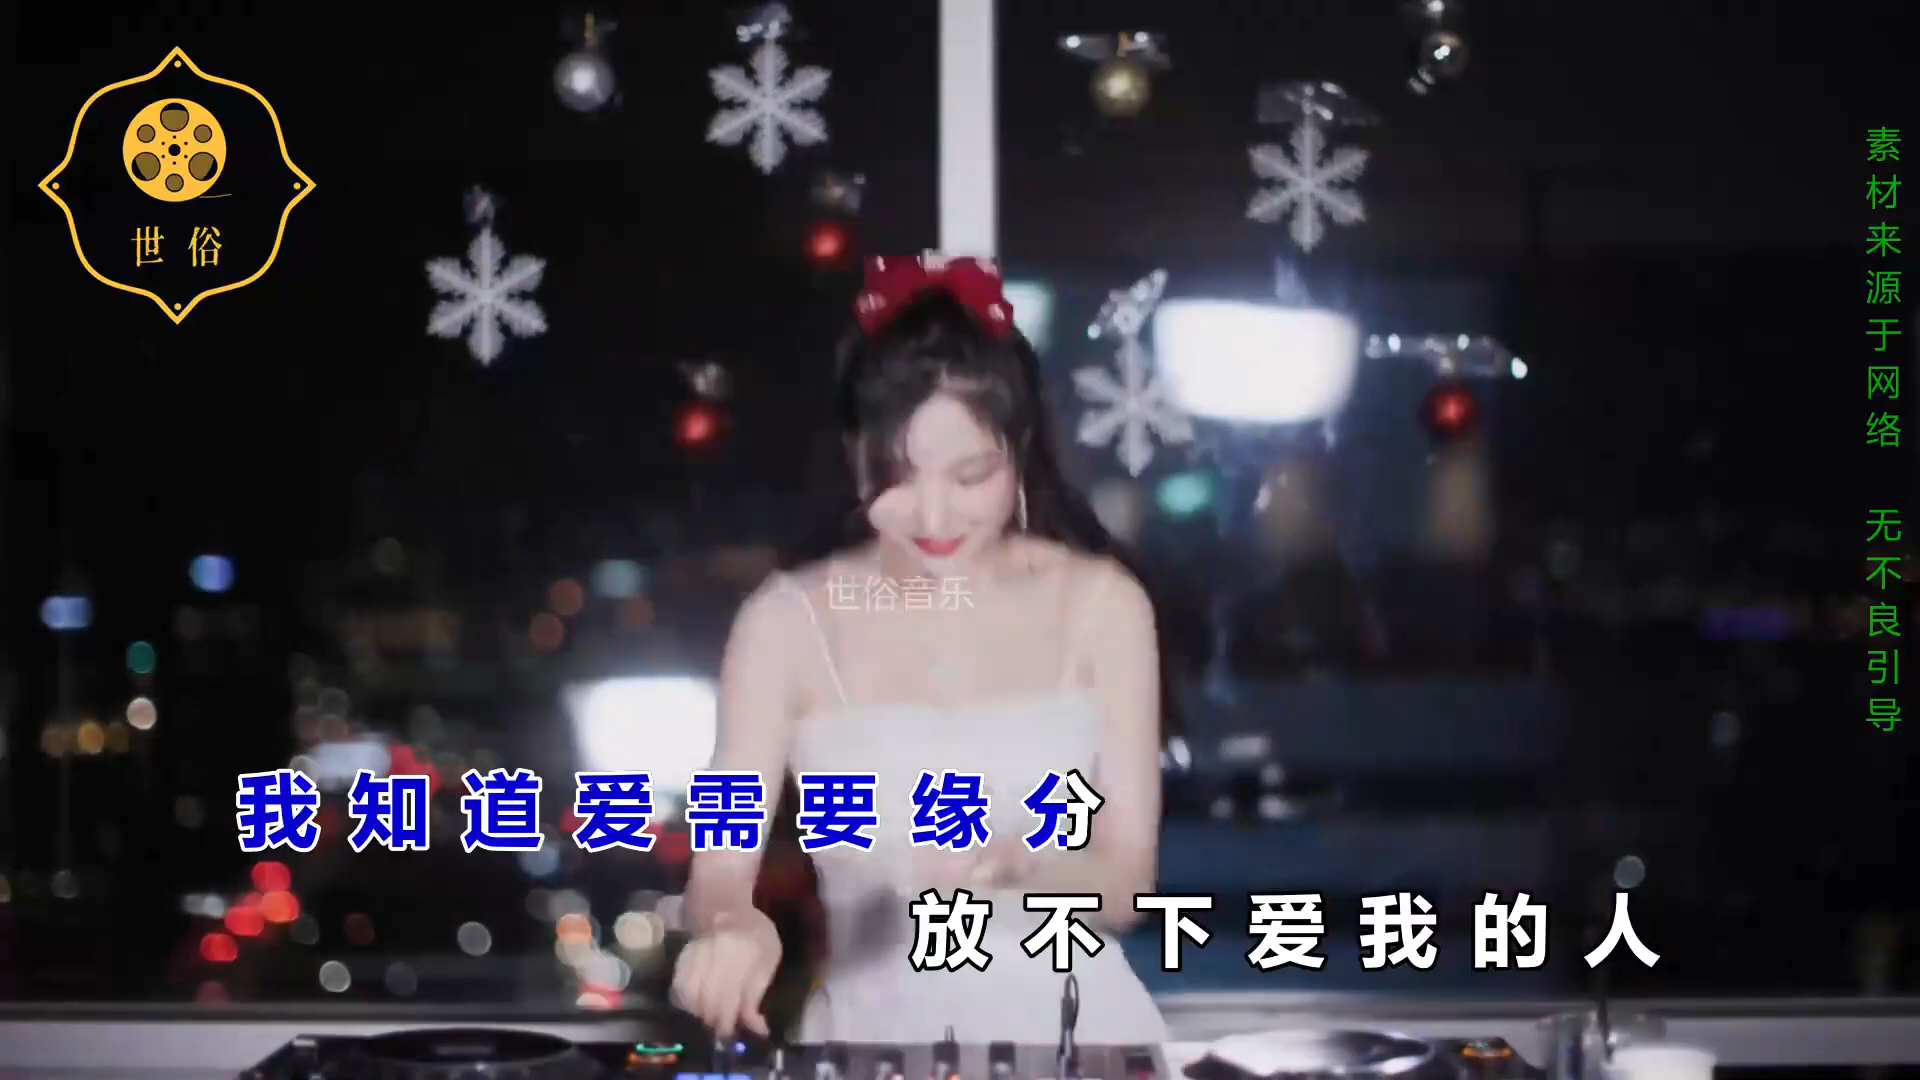 世俗
素材来源于网络 无不良引导
世俗音乐
我知道爱需要缘分
放不下爱我的人